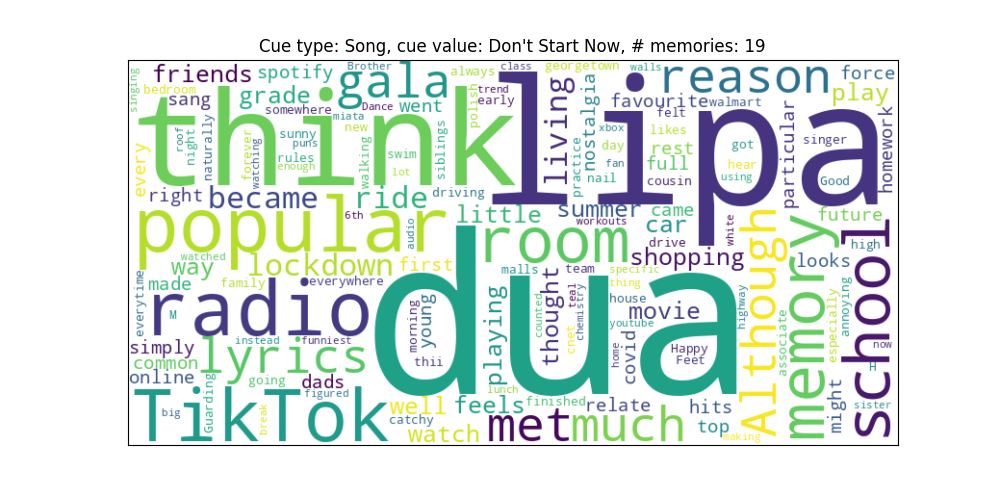 Cue type: Song, cue value: Don't Start Now, # memories: 19
singing
friends
spotify
Brother
gala
always
class
georgetown
walls
reason
force
bedroom
sang
grade
somewhere
Dance
went
trend
early
polish
living
nostalgia
favourite
walmart
play
think
lipa
every
roof
night
naturally
forever
watching
sunny
puns
rules
enough
miata
new
walking
swim
lot
siblings
practice
xbox
day
fan
nail
felt
likes
rest
full
cousin
got
hear
using
particular
singer
Good
homework
right
became
ride
driving
popular
6th
audio
little
summer
workouts
came
car
drive
white
future
room
shopping
Although
memory
high
school
way
watched
lockdown
first
malls
team
specific
thing
looks
everytime
made
family
everywhere
radio
M
morning
young
thii
dua
playing
counted
thought
cnet
teal
chemistry
house
youtube
movie
highway
associate
especially
annoying
now
H
simply
common
online
lyrics
instead
funniest
going
dads
figured
home
covid
Happy
Feet
lunch
TikTok
big
Guarding
break
well
catchy
watch
feels
finished
relate
met
much
hits
top
making
might
sister